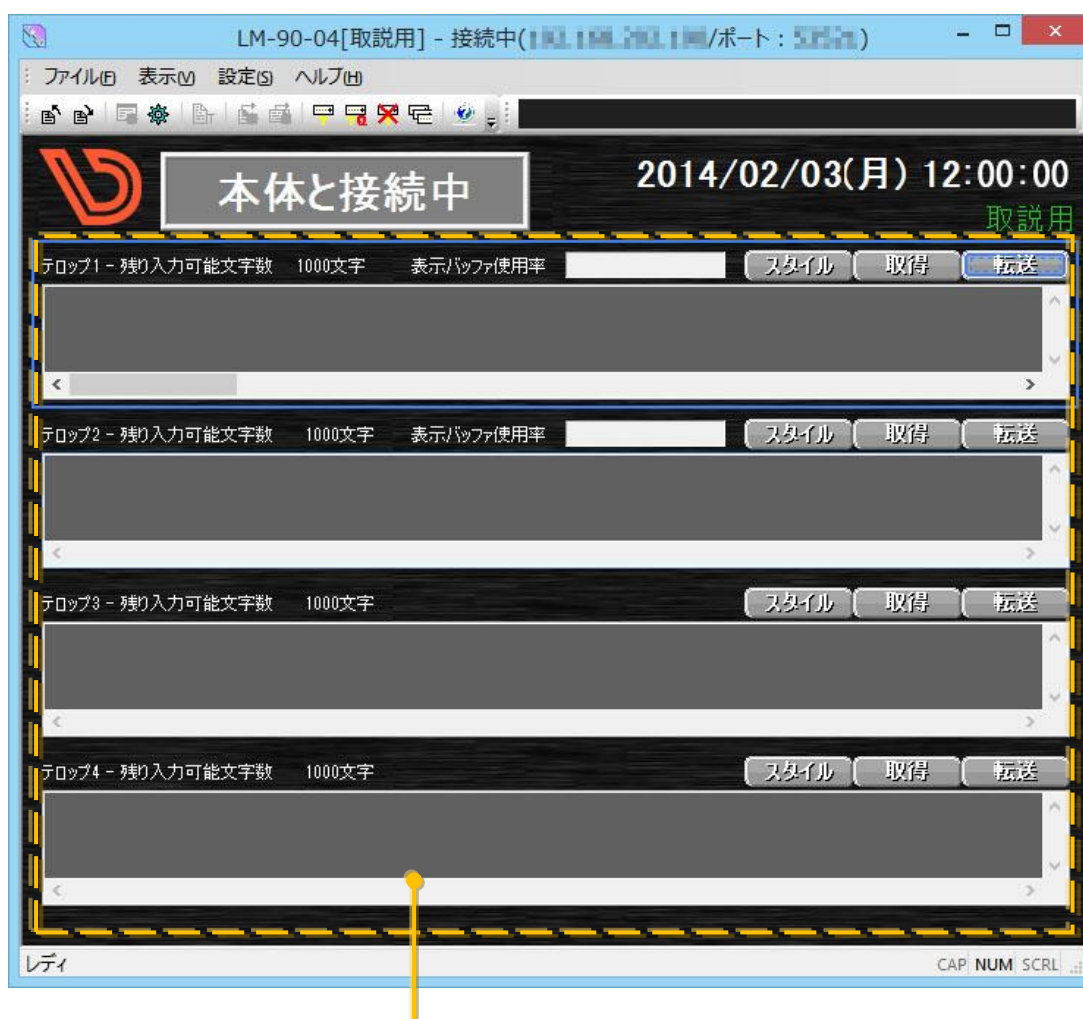 LM-90-04[取説用] - 接続中( /ポート : )
ファイル(F) 表示(V) 設定(S) ヘルプ(H)
本体と接続中
2014/02/03(月) 12:00:00
取説用
テロップ1 - 残り入力可能文字数 1000文字 表示バッファ使用率 スタイル 取得 転送
テロップ2 - 残り入力可能文字数 1000文字 表示バッファ使用率 スタイル 取得 転送
テロップ3 - 残り入力可能文字数 1000文字 スタイル 取得 転送
テロップ4 - 残り入力可能文字数 1000文字 スタイル 取得 転送
レディ CAP NUM SCRL